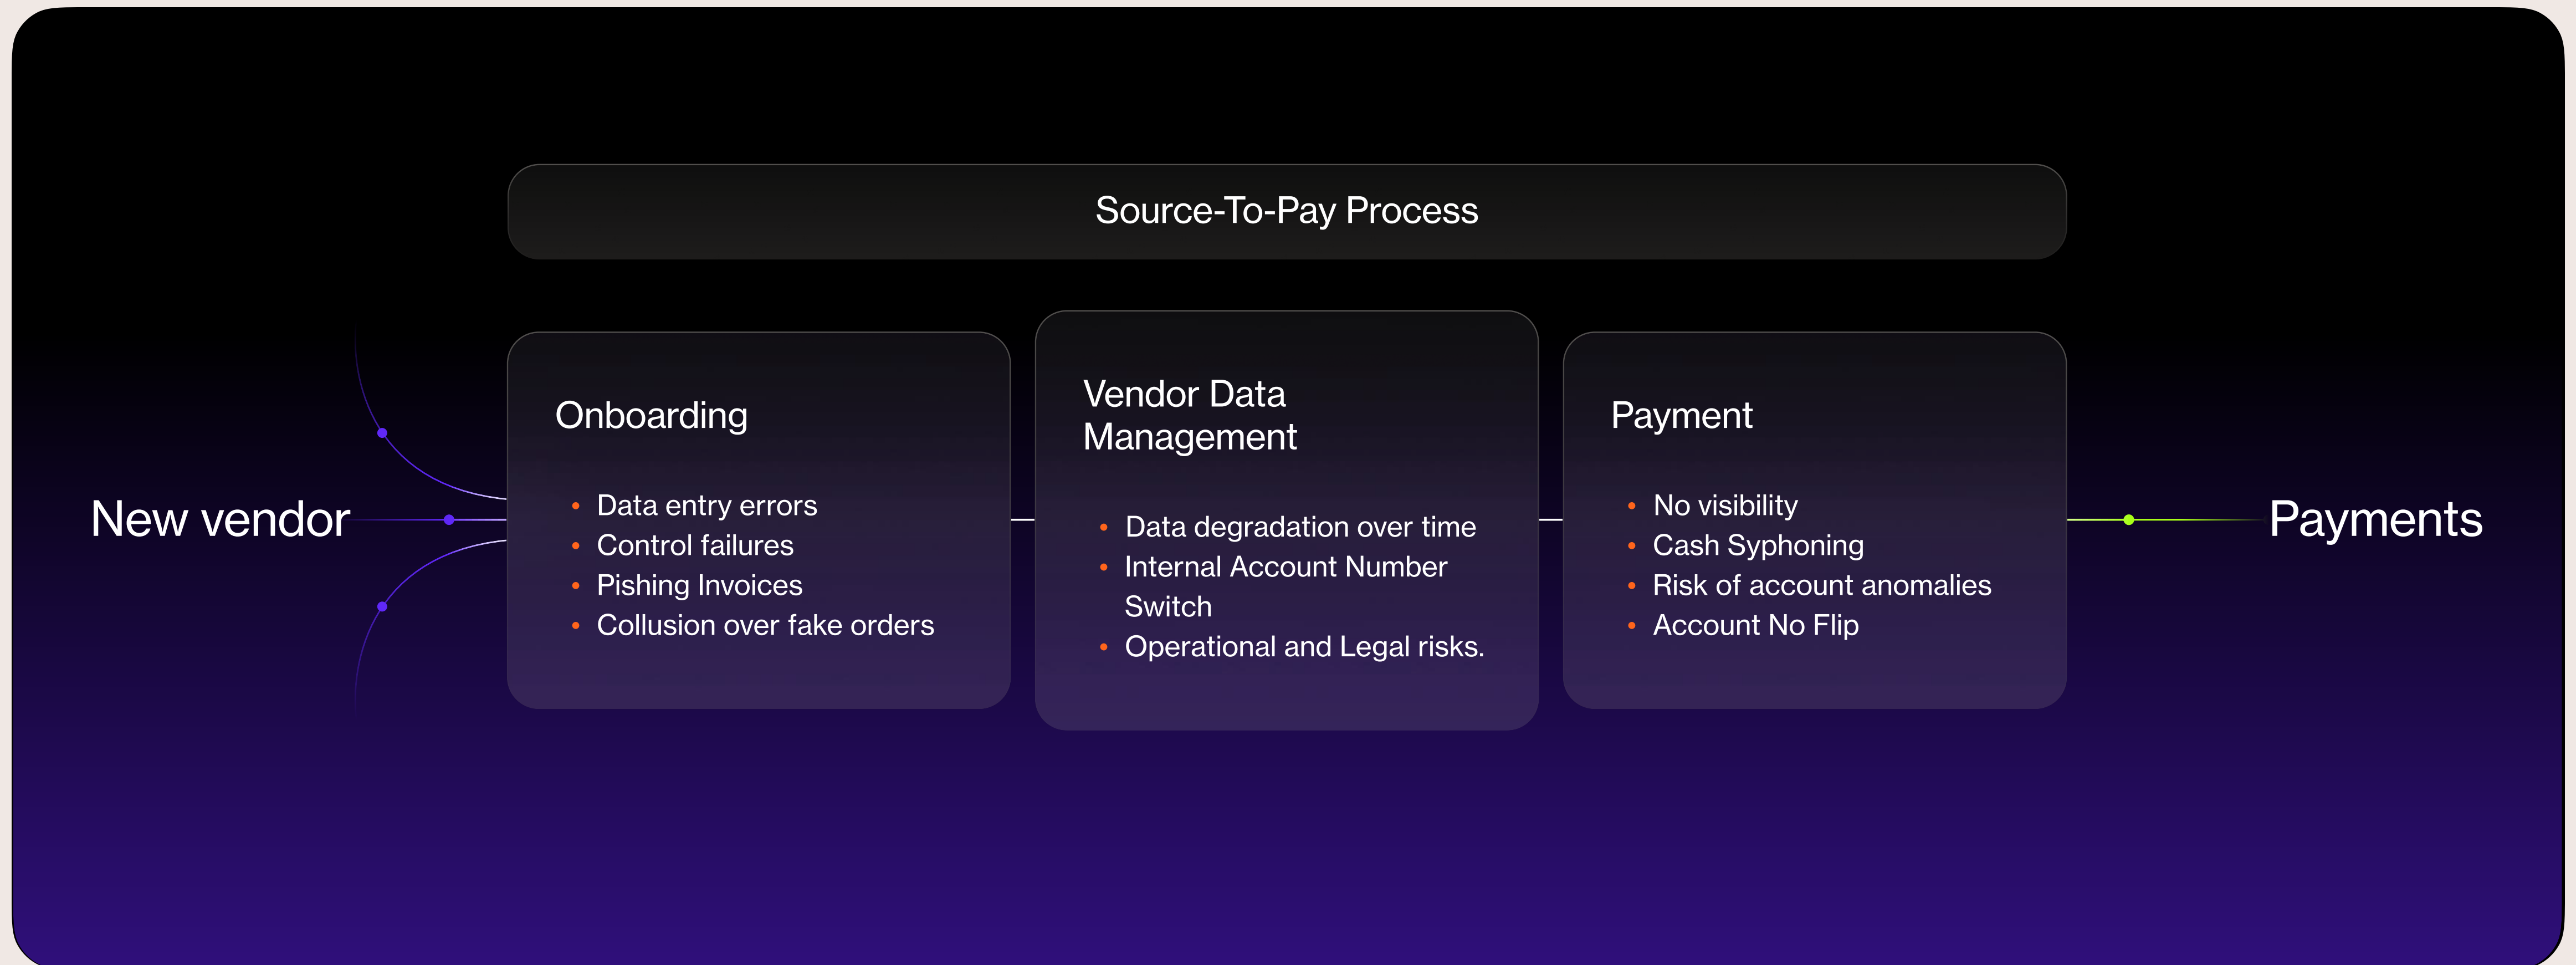 Source-To-Pay Process
New vendor
Onboarding
Data entry errors
Control failures
Pishing Invoices
Collusion over fake orders
Vendor Data
Management
Data degradation over time
Internal Account Number
Switch
Operational and Legal risks.
Payment
No visibility
Cash Syphoning
Risk of account anomalies
Account No Flip
Payments